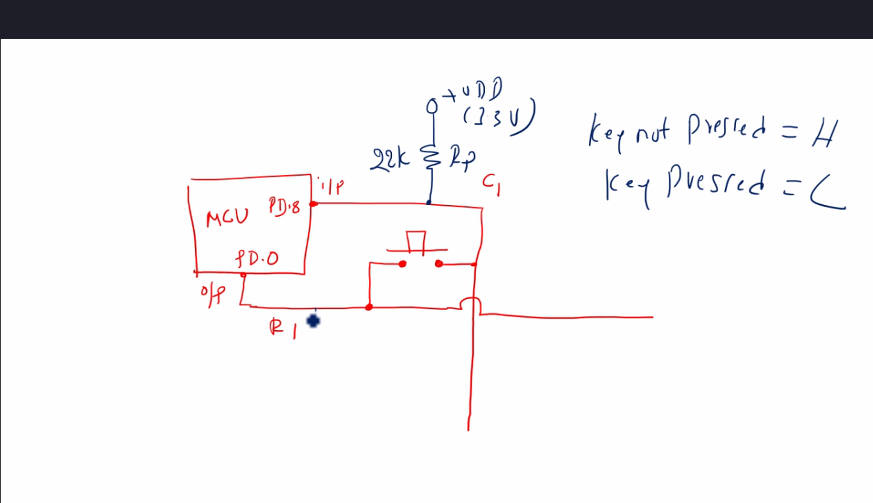 +VDD
(3.3V)
Key not Pressed = H
22K
Rp
C1
Key Pressed = L
i/P
MCU
PD.8
PD.0
O/P
R1